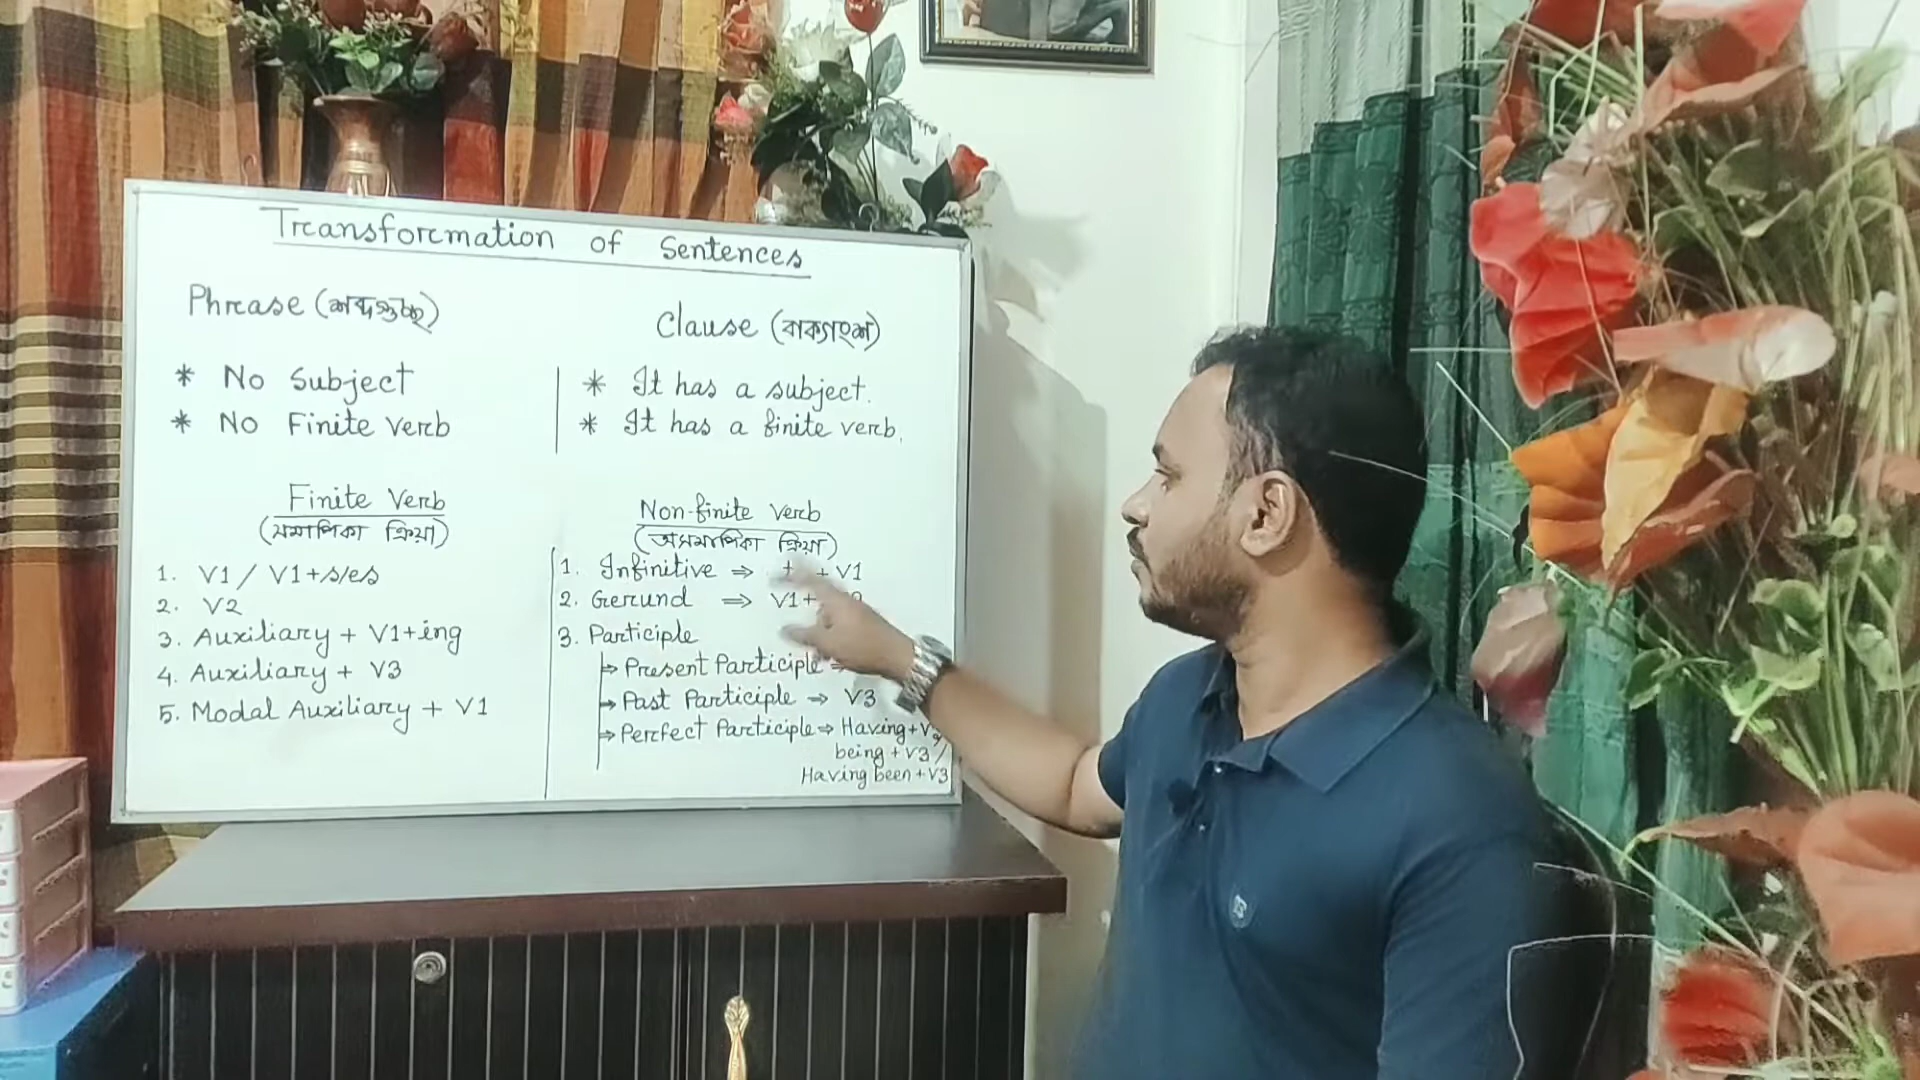 Transformation of Sentences
Phrase (শব্দগুচ্ছ)
* No Subject
* No Finite Verb
Clause (বাক্যাংশ)
* It has a subject.
* It has a finite verb.
Finite Verb
(সমাপিকা ক্রিয়া)
1. V1 / V1+s/es
2. V2
3. Auxiliary + V1+ing
4. Auxiliary + V3
5. Modal Auxiliary + V1
Non-finite verb
(অসমাপিকা ক্রিয়া)
1. Infinitive ⇒ + V1
2. Gerund ⇒ V1+
3. Participle
↦ Present Participle ⇒
↦ Past Participle ⇒ V3
↦ Perfect Participle ⇒ Having+V3/
being + V3/
Having been + V3